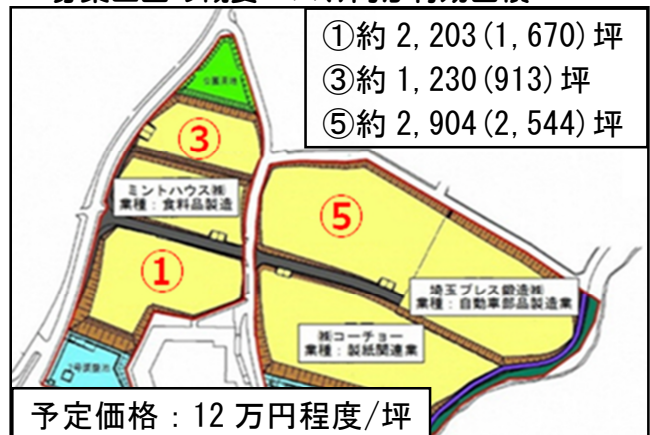 ①約 2,203(1,670)坪
③約 1,230(913)坪
⑤約 2,904(2,544)坪
③
ミントハウス㈱
業種：食料品製造
⑤
①
埼玉プレス鍛造㈱
業種：自動車部品製造業
㈱コーチョー
業種：製紙関連業
予定価格：12 万円程度/坪